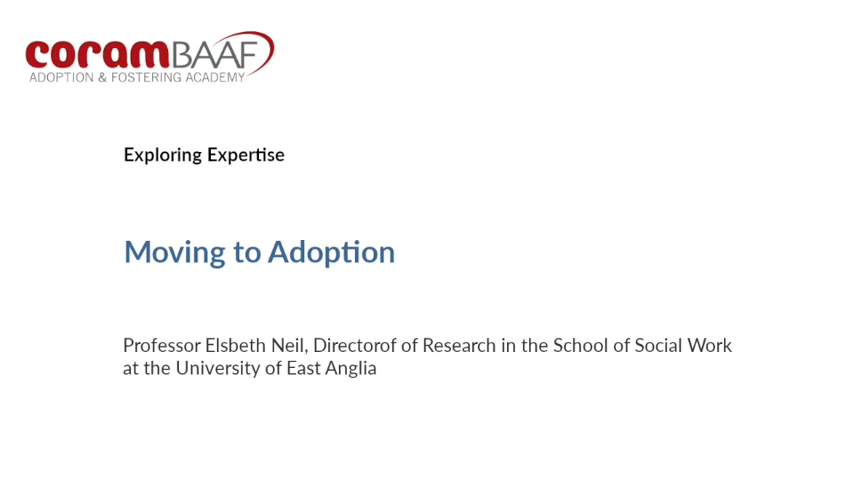 coramBAAF
ADOPTION & FOSTERING ACADEMY
Exploring Expertise
Moving to Adoption
Professor Elsbeth Neil, Directorof of Research in the School of Social Work
at the University of East Anglia